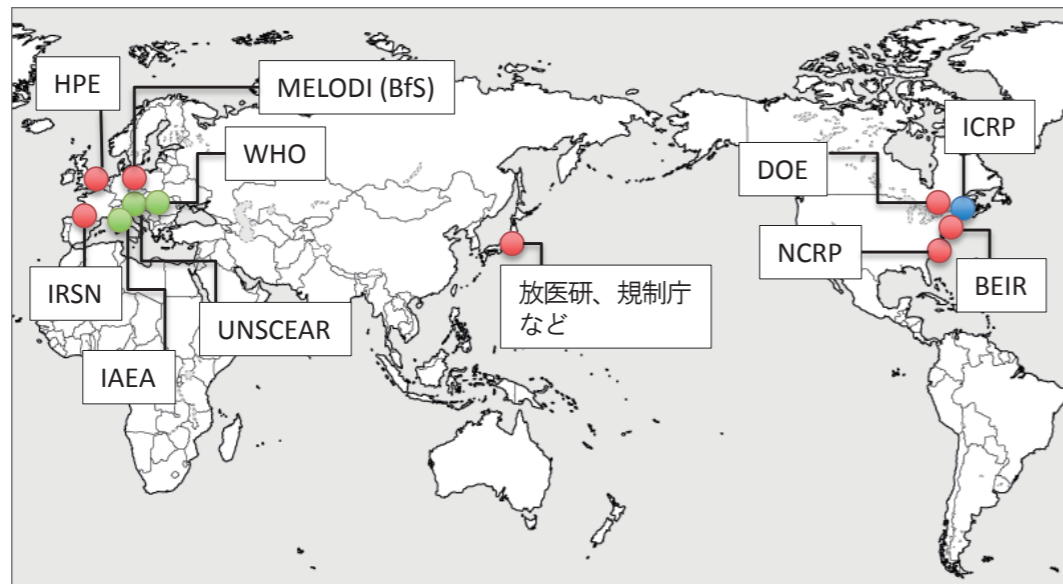 HPE
MELODI (BfS)
WHO
ICRP
DOE
NCRP
BEIR
IRSN
UNSCEAR
IAEA
放医研、規制庁
など